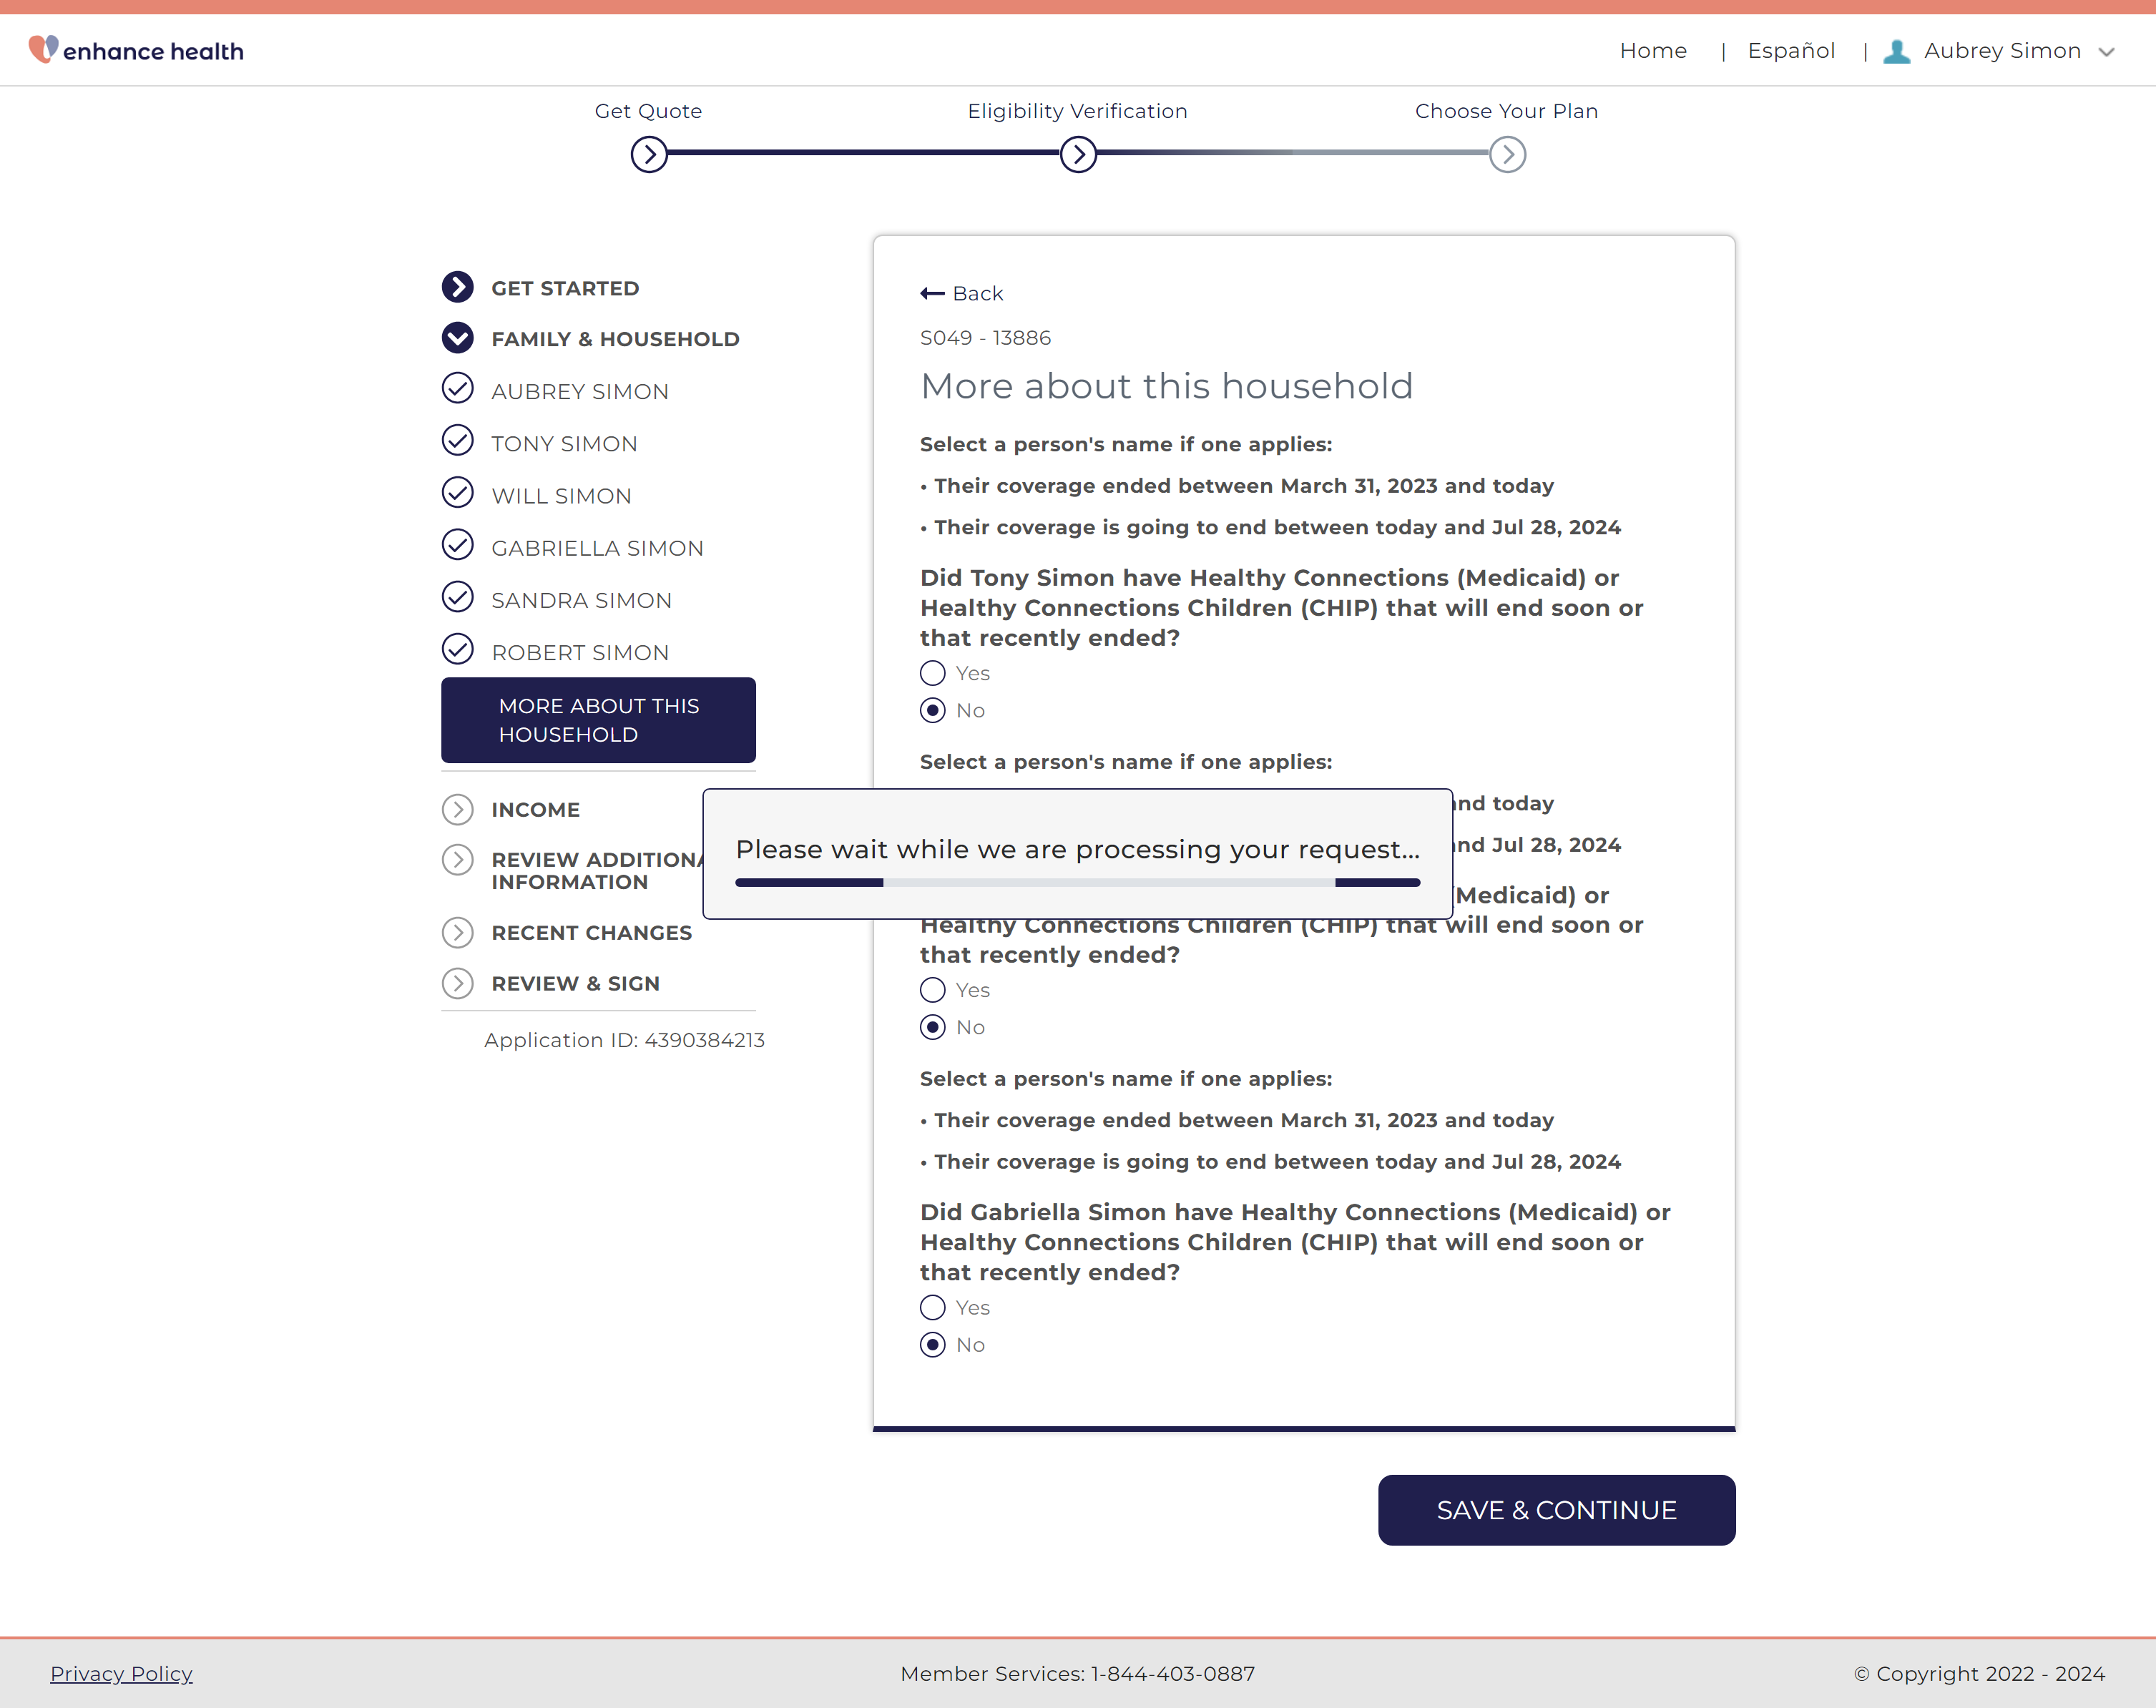 enhance health
Home | Español | Aubrey Simon
Get Quote
Eligibility Verification
Choose Your Plan
GET STARTED
FAMILY & HOUSEHOLD
AUBREY SIMON
TONY SIMON
WILL SIMON
GABRIELLA SIMON
SANDRA SIMON
ROBERT SIMON
MORE ABOUT THIS
HOUSEHOLD
INCOME
REVIEW
INFORMATION
RECENT CHANGES
REVIEW & SIGN
Application ID: 4390384213
Back
S049 - 13886
More about this household
Select a person's name if one applies:
• Their coverage ended between March 31, 2023 and today
• Their coverage is going to end between today and Jul 28, 2024
Did Tony Simon have Healthy Connections (Medicaid) or
Healthy Connections Children (CHIP) that will end soon or
that recently ended?
Yes
No
Select a person's name if one applies:
and today
and Jul 28, 2024
Please wait while we are processing your request...
(Medicaid) or
Healthy Connections Children (CHIP) that will end soon or
that recently ended?
Yes
No
Select a person's name if one applies:
• Their coverage ended between March 31, 2023 and today
• Their coverage is going to end between today and Jul 28, 2024
Did Gabriella Simon have Healthy Connections (Medicaid) or
Healthy Connections Children (CHIP) that will end soon or
that recently ended?
Yes
No
SAVE & CONTINUE
Privacy Policy
Member Services: 1-844-403-0887
© Copyright 2022 - 2024